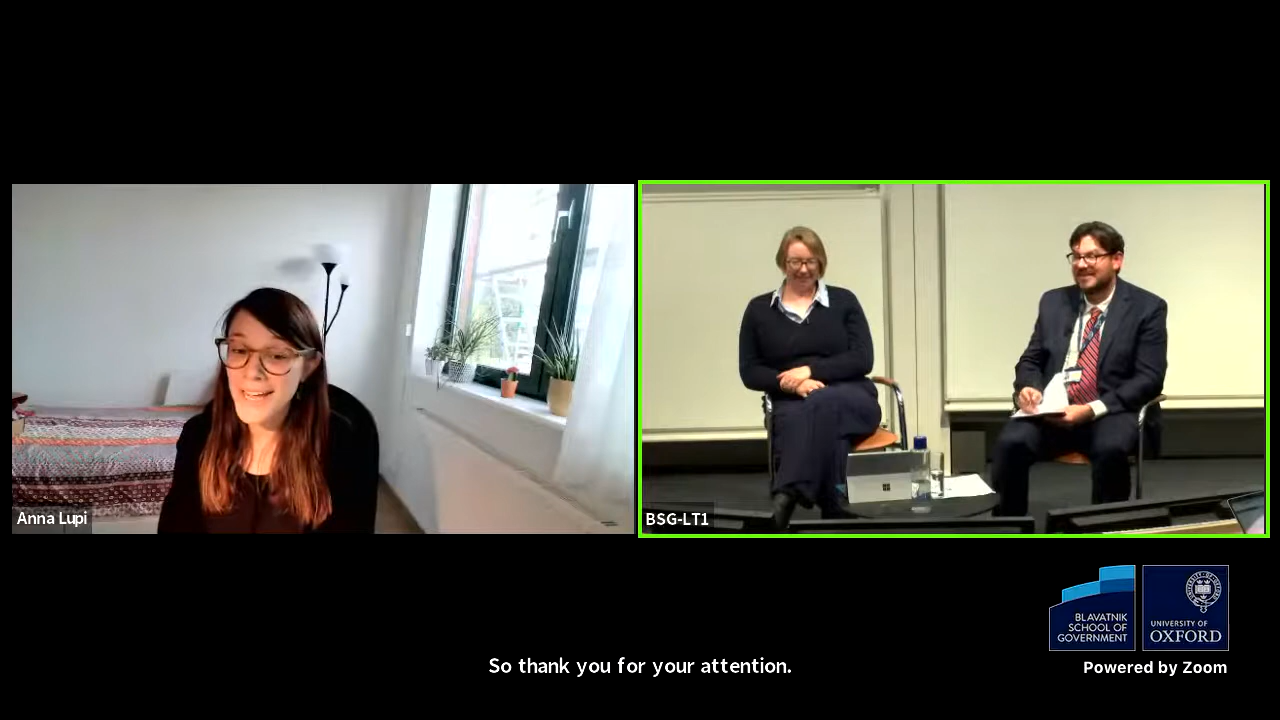 Anna Lupi
BSG-LT1
BLAVATNIK
SCHOOL OF
GOVERNMENT
UNIVERSITY OF
OXFORD
So thank you for your attention.
Powered by Zoom